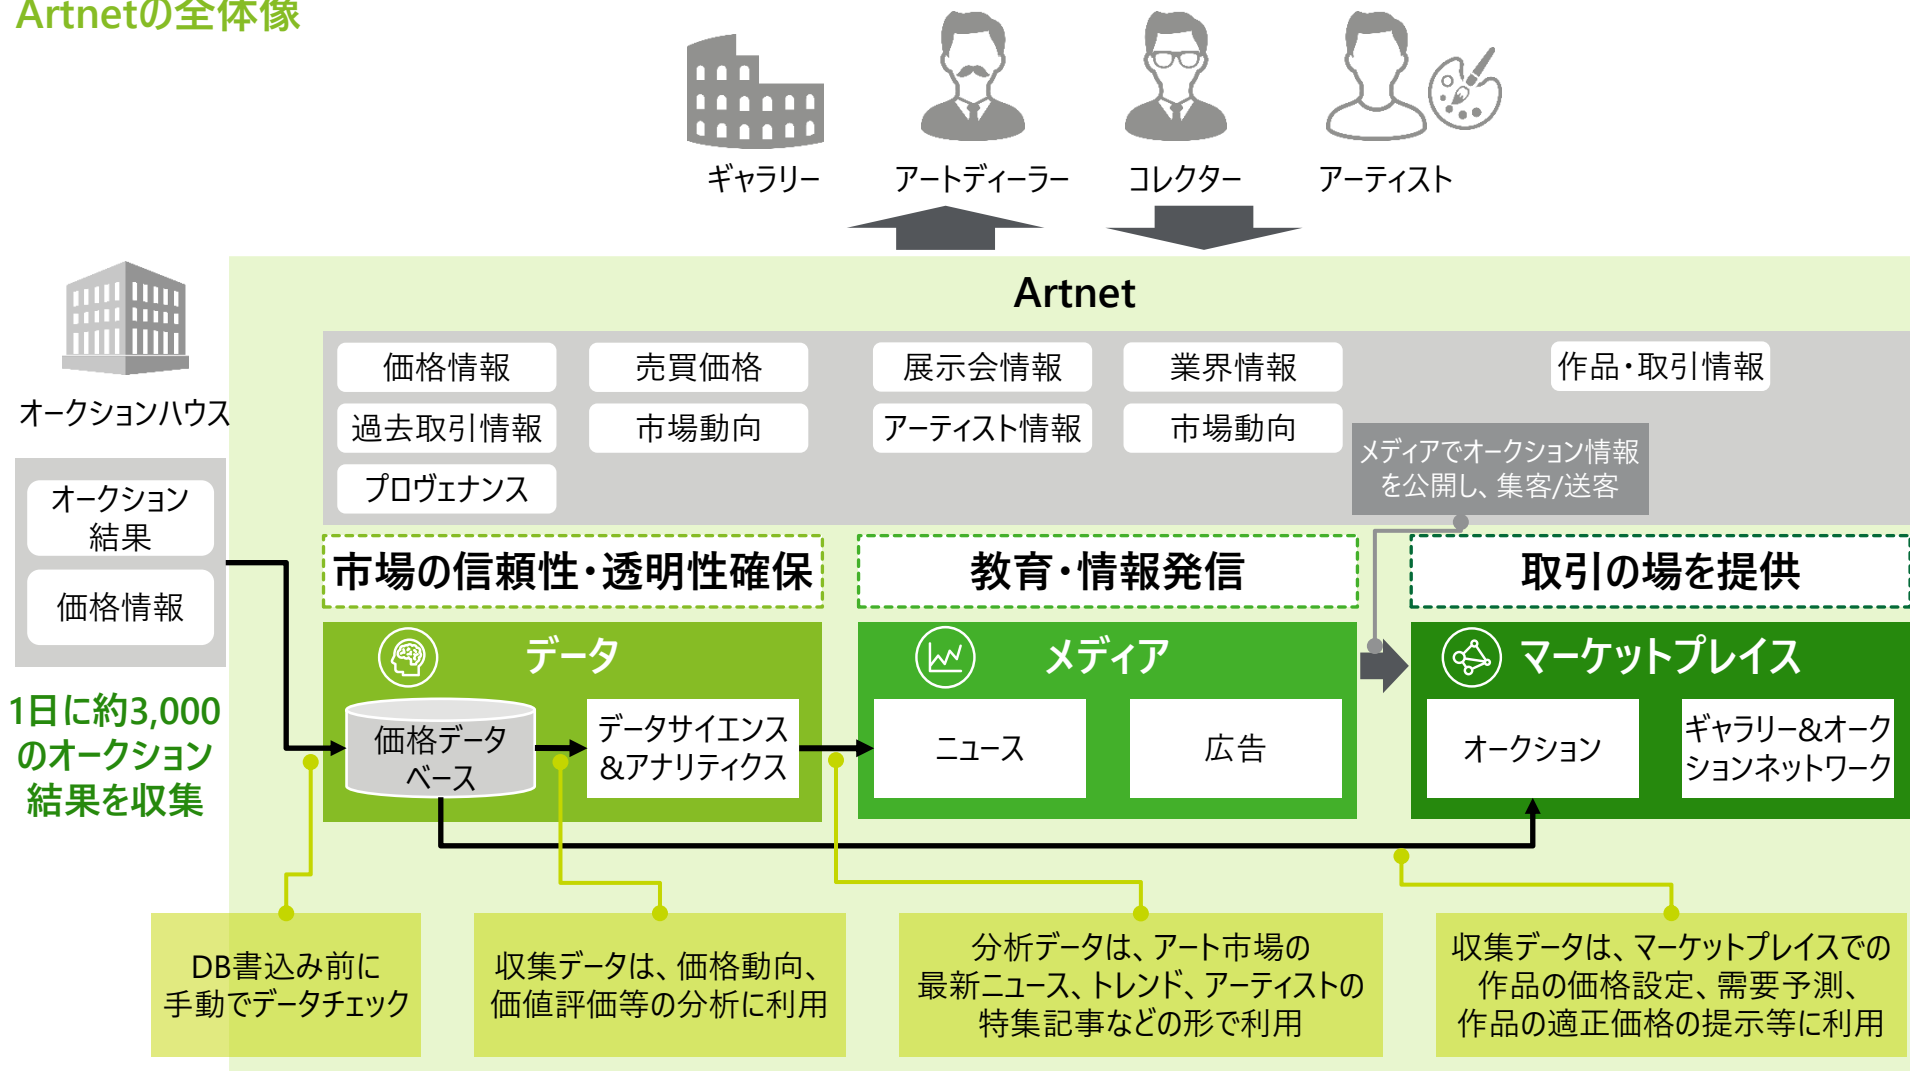 Artnetの全体像
ギャラリー
アートディーラー
コレクター
アーティスト
オークションハウス
オークション
結果
価格情報
1日に約3,000
のオークション
結果を収集
Artnet
価格情報
売買価格
展示会情報
業界情報
作品・取引情報
過去取引情報
市場動向
アーティスト情報
市場動向
プロヴェナンス
メディアでオークション情報
を公開し、集客/送客
市場の信頼性・透明性確保
教育・情報発信
取引の場を提供
データ
メディア
マーケットプレイス
価格データ
ベース
データサイエンス
&アナリティクス
ニュース
広告
オークション
ギャラリー&オーク
ションネットワーク
DB書込み前に
手動でデータチェック
収集データは、価格動向、
価値評価等の分析に利用
分析データは、アート市場の
最新ニュース、トレンド、アーティストの
特集記事などの形で利用
収集データは、マーケットプレイスでの
作品の価格設定、需要予測、
作品の適正価格の提示等に利用